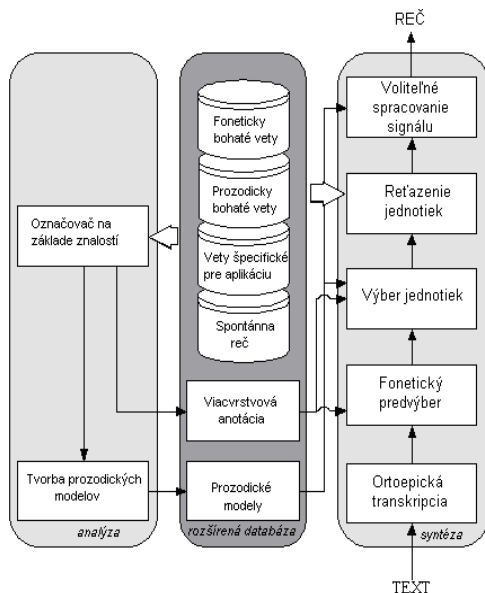 REČ
Voliteľné
spracovanie
signálu
Reťazenie
jednotiek
Výber jednotiek
Fonetický
predvýber
Ortoepická
transkripcia
syntéza
TEXT
Foneticky
bohaté vety
Prozodicky
bohaté vety
Vety špecifické
pre aplikáciu
Spontánna
reč
Viacvrstvová
anotácia
Prozodické
modely
rozšírená databáza
Označovač na
základe znalostí
Tvorba prozodických
modelov
analýza